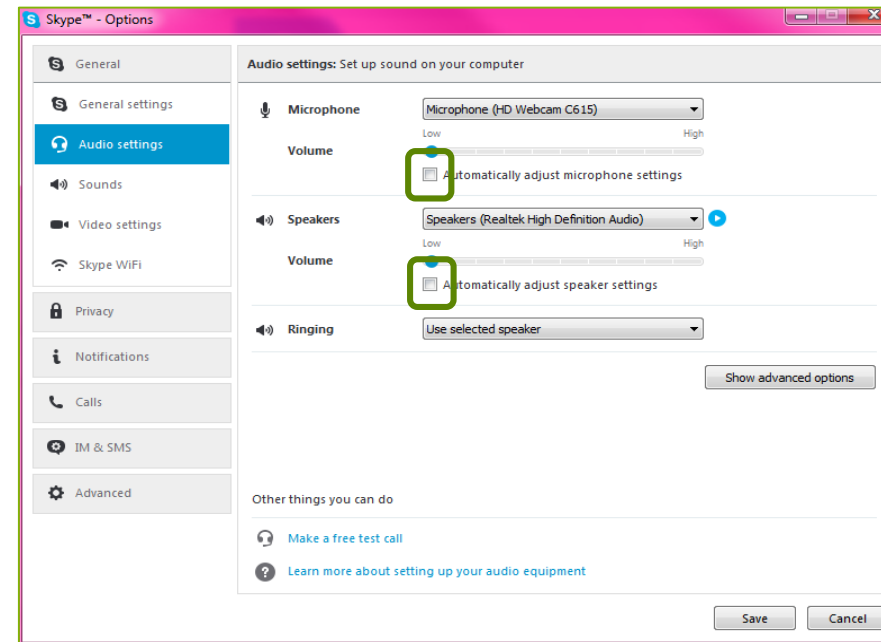 Skype™ - Options
General
General settings
Audio settings
Sounds
Video settings
Skype WiFi
Privacy
Notifications
Calls
IM & SMS
Advanced
Audio settings: Set up sound on your computer
Microphone Microphone (HD Webcam C615)
Low High
Volume
Automatically adjust microphone settings
Speakers Speakers (Realtek High Definition Audio)
Low High
Volume
Automatically adjust speaker settings
Ringing Use selected speaker
Show advanced options
Other things you can do
Make a free test call
Learn more about setting up your audio equipment
Save Cancel